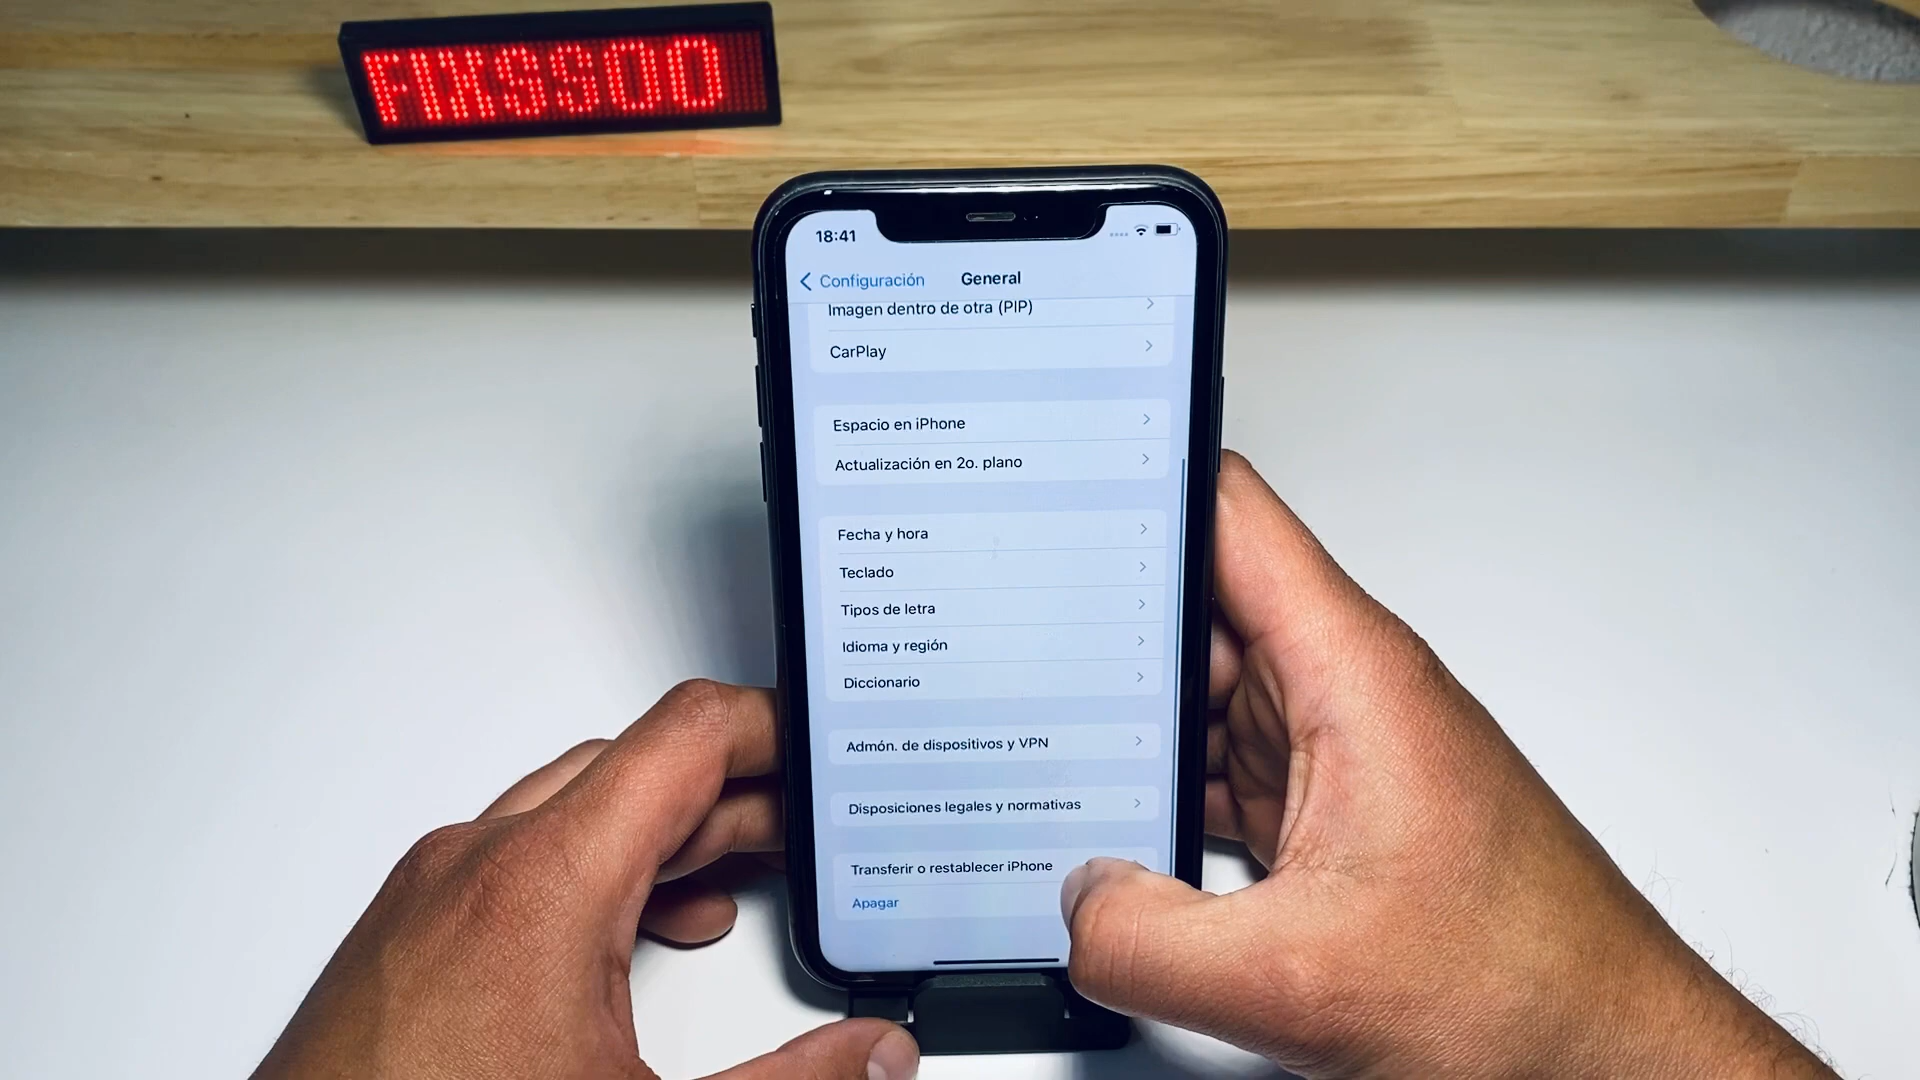 FIXSSOO
18:41
Configuración
General
Imagen dentro de otra (PIP)
CarPlay
Espacio en iPhone
Actualización en 2o. plano
Fecha y hora
Teclado
Tipos de letra
Idioma y región
Diccionario
Admón. de dispositivos y VPN
Disposiciones legales y normativas
Transferir o restablecer iPhone
Apagar